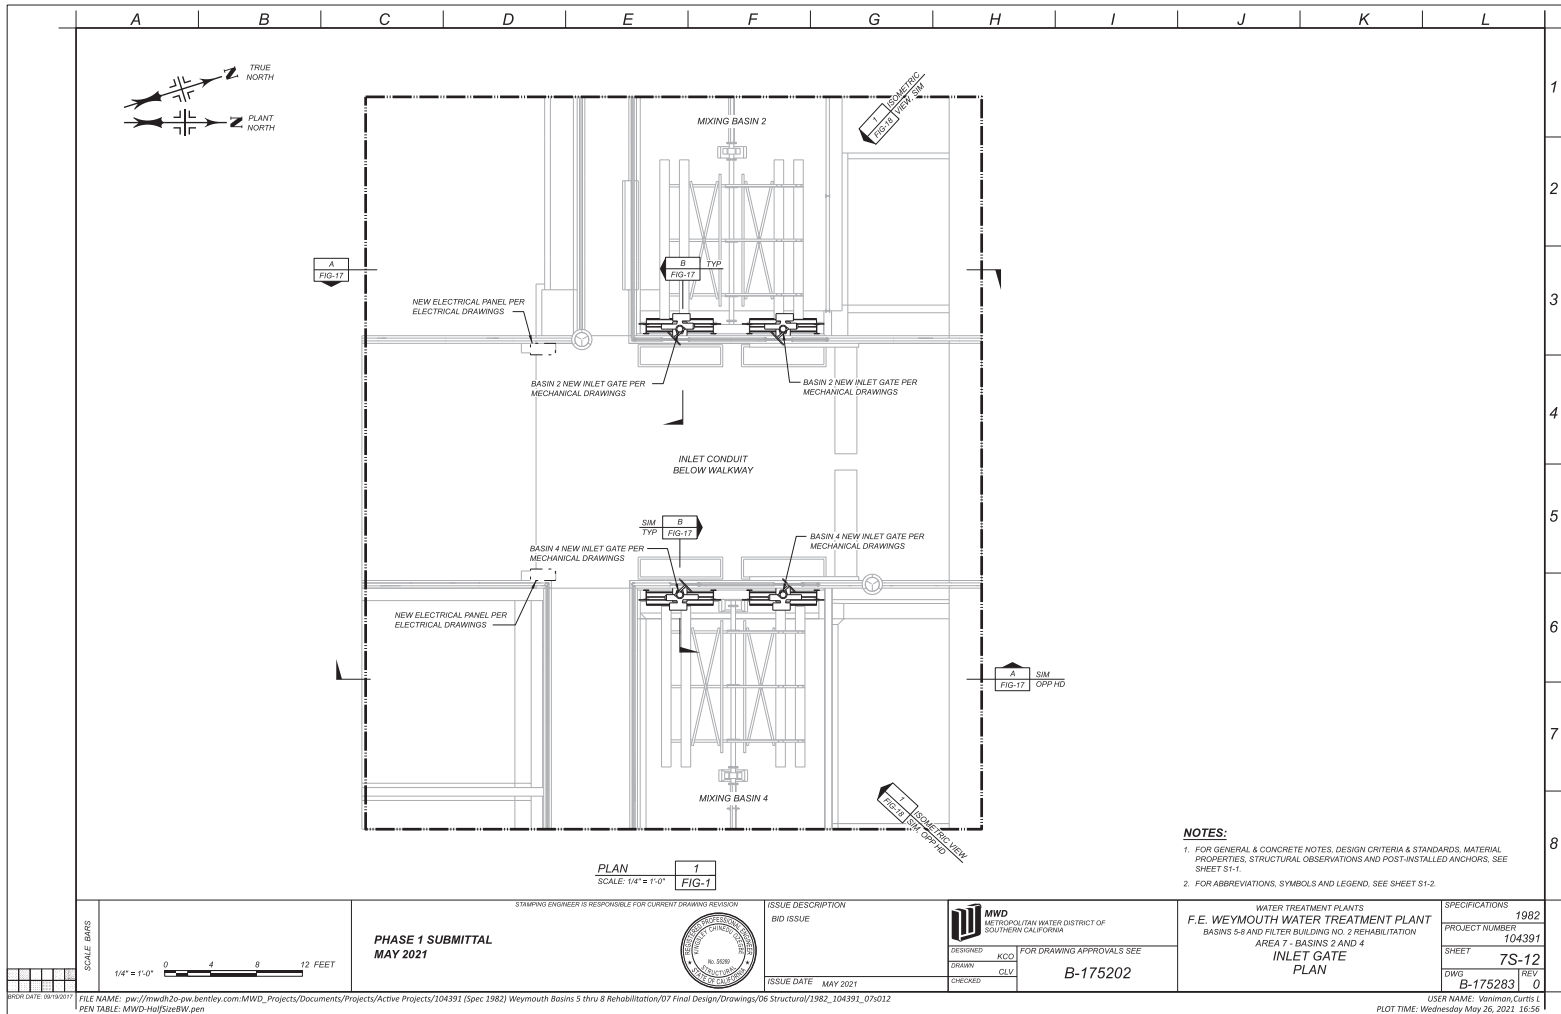 A B C D E F G H I J K L
1
2
3
4
5
6
7
8
TRUE
NORTH
N
PLANT
NORTH
N
MIXING BASIN 2
1
FIG-18
ISOMETRIC
VIEW, SIM
A
FIG-17
B
FIG-17
TYP
NEW ELECTRICAL PANEL PER
ELECTRICAL DRAWINGS
BASIN 2 NEW INLET GATE PER
MECHANICAL DRAWINGS
BASIN 2 NEW INLET GATE PER
MECHANICAL DRAWINGS
INLET CONDUIT
BELOW WALKWAY
SIM
TYP
B
FIG-17
BASIN 4 NEW INLET GATE PER
MECHANICAL DRAWINGS
BASIN 4 NEW INLET GATE PER
MECHANICAL DRAWINGS
NEW ELECTRICAL PANEL PER
ELECTRICAL DRAWINGS
A
FIG-17
SIM
OPP HD
MIXING BASIN 4
1
FIG-18
ISOMETRIC VIEW
SIM, OPP HD
PLAN
SCALE: 1/4" = 1'-0"
1
FIG-1
NOTES:
1. FOR GENERAL & CONCRETE NOTES, DESIGN CRITERIA & STANDARDS, MATERIAL
PROPERTIES, STRUCTURAL OBSERVATIONS AND POST-INSTALLED ANCHORS, SEE
SHEET S1-1.
2. FOR ABBREVIATIONS, SYMBOLS AND LEGEND, SEE SHEET S1-2.
SCALE BARS
1/4" = 1'-0"
0 4 8 12 FEET
PHASE 1 SUBMITTAL
MAY 2021
STAMPING ENGINEER IS RESPONSIBLE FOR CURRENT DRAWING REVISION
REGISTERED PROFESSIONAL ENGINEER
KINGSLEY CHINEDU
STRUCTURAL
STATE OF CALIFORNIA
ISSUE DESCRIPTION
BID ISSUE
ISSUE DATE MAY 2021
MWD
METROPOLITAN WATER DISTRICT OF
SOUTHERN CALIFORNIA
DESIGNED KCO
DRAWN CLV
CHECKED
FOR DRAWING APPROVALS SEE
B-175202
WATER TREATMENT PLANTS
F.E. WEYMOUTH WATER TREATMENT PLANT
BASINS 5-8 AND FILTER BUILDING NO. 2 REHABILITATION
AREA 7 - BASINS 2 AND 4
INLET GATE
PLAN
SPECIFICATIONS
1982
PROJECT NUMBER
104391
SHEET
7S-12
DWG
B-175283
REV
0
BRDR DATE: 09/19/2017
FILE NAME: pw://mwdh2o-pw.bentley.com:MWD_Projects/Documents/Projects/Active Projects/104391 (Spec 1982) Weymouth Basins 5 thru 8 Rehabilitation/07 Final Design/Drawings/06 Structural/1982_104391_07s012
PEN TABLE: MWD-HalfSizeBW.pen
USER NAME: Vaniman,Curtis L
PLOT TIME: Wednesday May 26, 2021 16:56